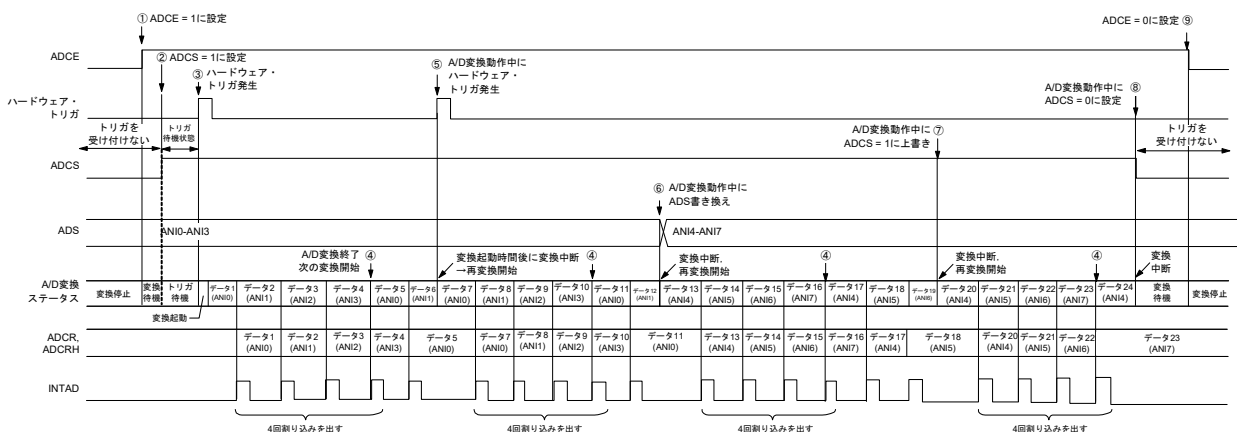 ① ADCE = 1に設定
ADCE = 0に設定 ⑨
ADCE
② ADCS = 1に設定
③ ハードウェア・
トリガ発生
⑤ A/D変換動作中に
ハードウェア・
トリガ発生
A/D変換動作中に ⑧
ADCS = 0に設定
ハードウェア・
トリガ
トリガを
受け付けない
トリガ
待機状態
A/D変換動作中に ⑦
ADCS = 1に上書き
トリガを
受け付けない
ADCS
⑥ A/D変換動作中に
ADS書き換え
ADS
ANI0-ANI3
ANI4-ANI7
A/D変換終了 ④
次の変換開始
変換起動時間後に変換中断
→再変換開始
④
変換中断,
再変換開始
④
変換中断,
再変換開始
④
変換
中断
A/D変換
ステータス
変換停止
変換
待機
トリガ
待機
データ1
(ANI0)
データ2
(ANI1)
データ3
(ANI2)
データ4
(ANI3)
データ5
(ANI0)
データ6
(ANI1)
データ7
(ANI0)
データ8
(ANI1)
データ9
(ANI2)
データ10
(ANI3)
データ11
(ANI0)
データ12
(ANI1)
データ13
(ANI4)
データ14
(ANI5)
データ15
(ANI6)
データ16
(ANI7)
データ17
(ANI4)
データ18
(ANI5)
データ19
(ANI6)
データ20
(ANI4)
データ21
(ANI5)
データ22
(ANI6)
データ23
(ANI7)
データ24
(ANI4)
変換
待機
変換停止
変換起動
ADCR,
ADCRH
データ1
(ANI0)
データ2
(ANI1)
データ3
(ANI2)
データ4
(ANI3)
データ5
(ANI0)
データ7
(ANI0)
データ8
(ANI1)
データ9
(ANI2)
データ10
(ANI3)
データ11
(ANI0)
データ13
(ANI4)
データ14
(ANI5)
データ15
(ANI6)
データ16
(ANI7)
データ17
(ANI4)
データ18
(ANI5)
データ20
(ANI4)
データ21
(ANI5)
データ22
(ANI6)
データ23
(ANI7)
INTAD
4回割り込みを出す
4回割り込みを出す
4回割り込みを出す
4回割り込みを出す